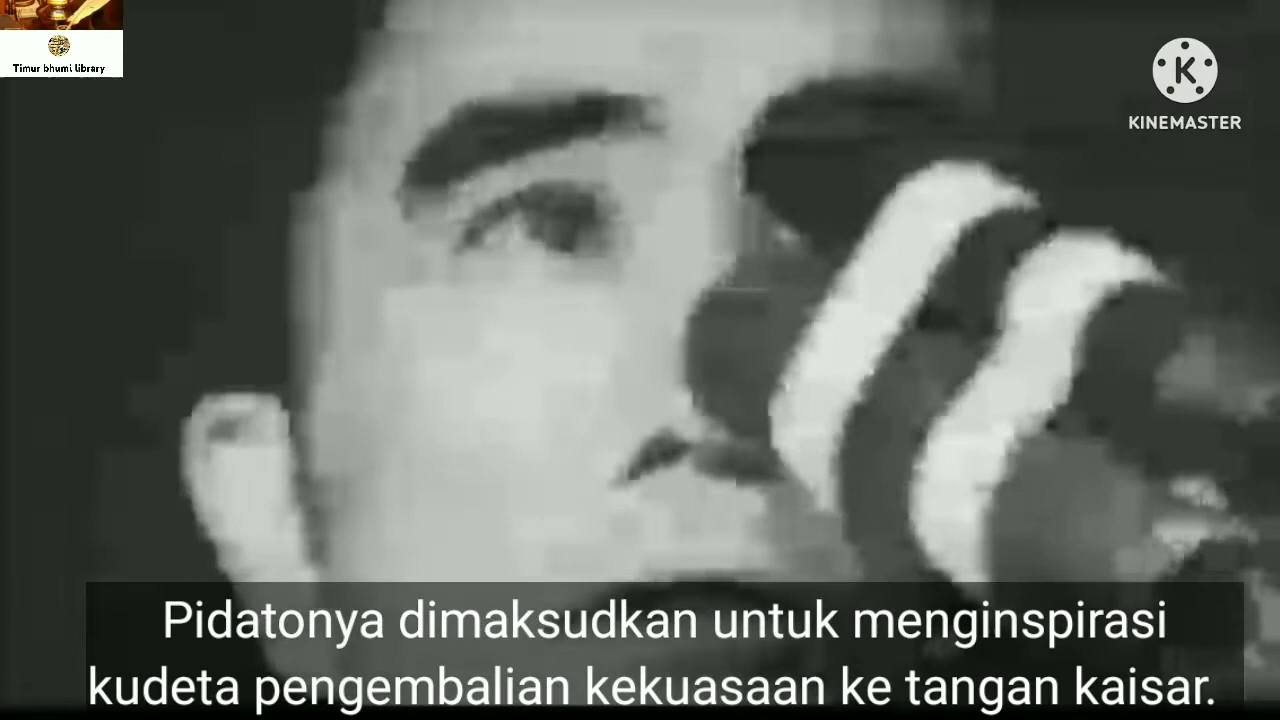 Timur bhumi library
K
KINEMASTER
Pidatonya dimaksudkan untuk menginspirasi
kudeta pengembalian kekuasaan ke tangan kaisar.